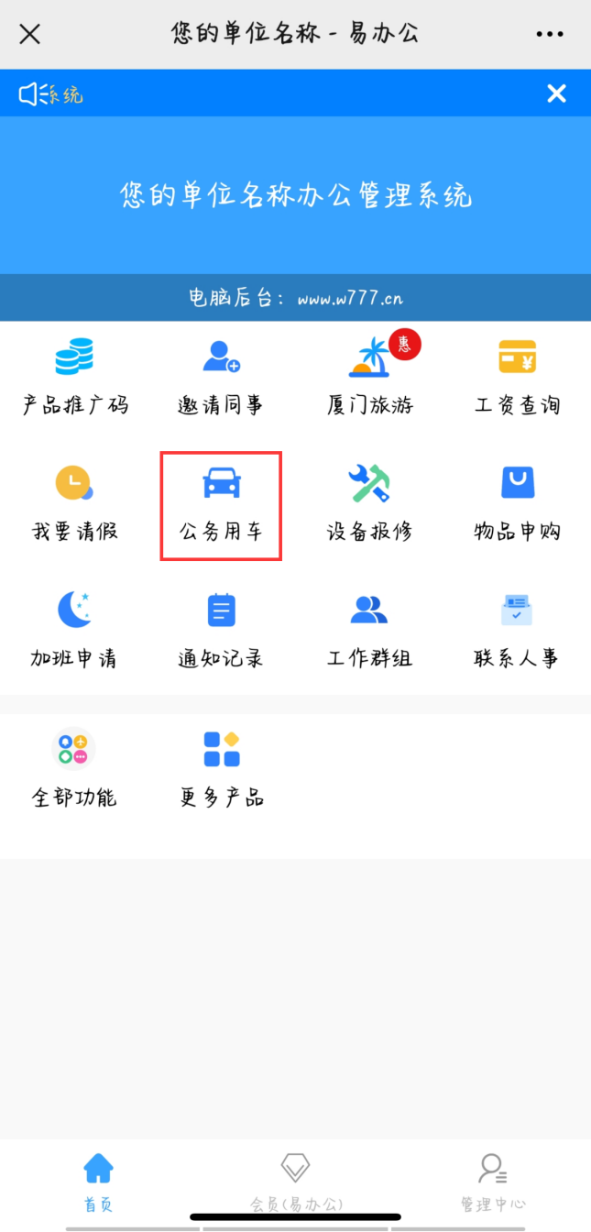 您的单位名称 - 易办公
系统
您的单位名称办公管理系统
电脑后台：www.w777.cn
惠
产品推广码 邀请同事 厦门旅游 工资查询
我要请假 公务用车 设备报修 物品申购
加班申请 通知记录 工作群组 联系人事
全部功能 更多产品
首页 会员(易办公) 管理中心